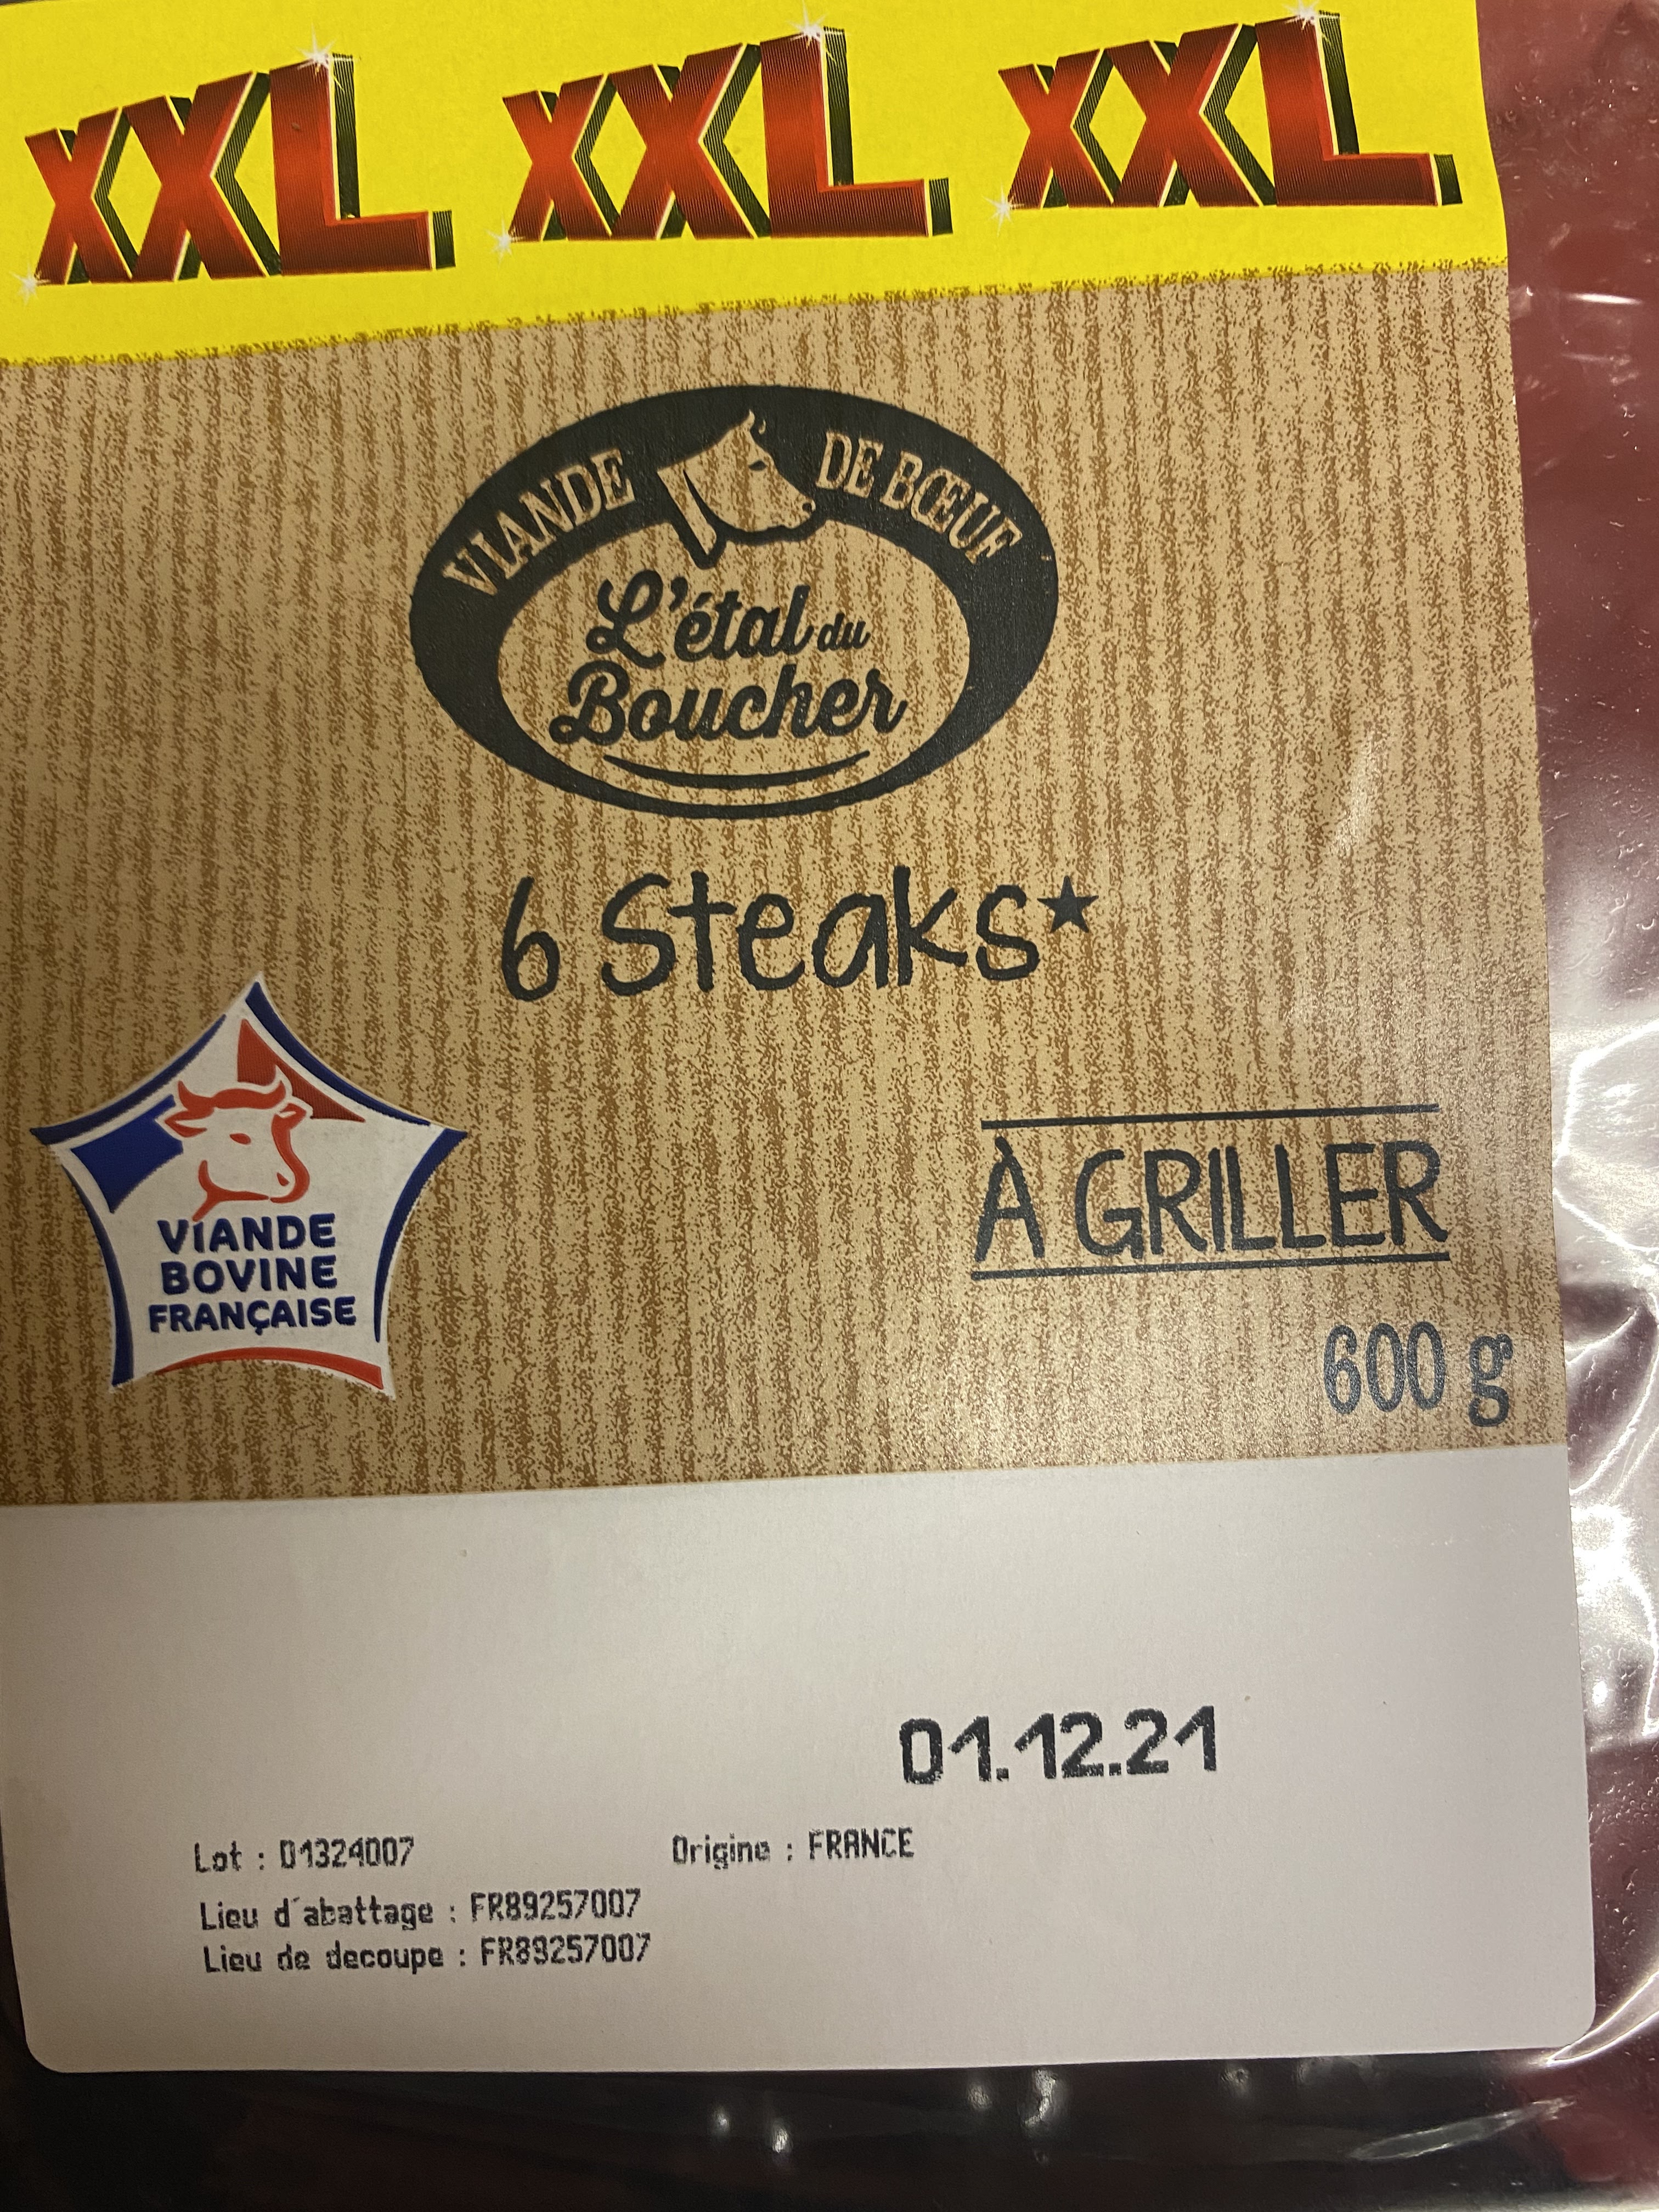 XXL XXL XXL
VIANDE DE BŒUF
L'étal du
Boucher
6 Steaks★
VIANDE
BOVINE
FRANÇAISE
À GRILLER
600 g
01.12.21
Lot : D1324007 Origine : FRANCE
Lieu d'abattage : FR89257007
Lieu de decoupe : FR89257007